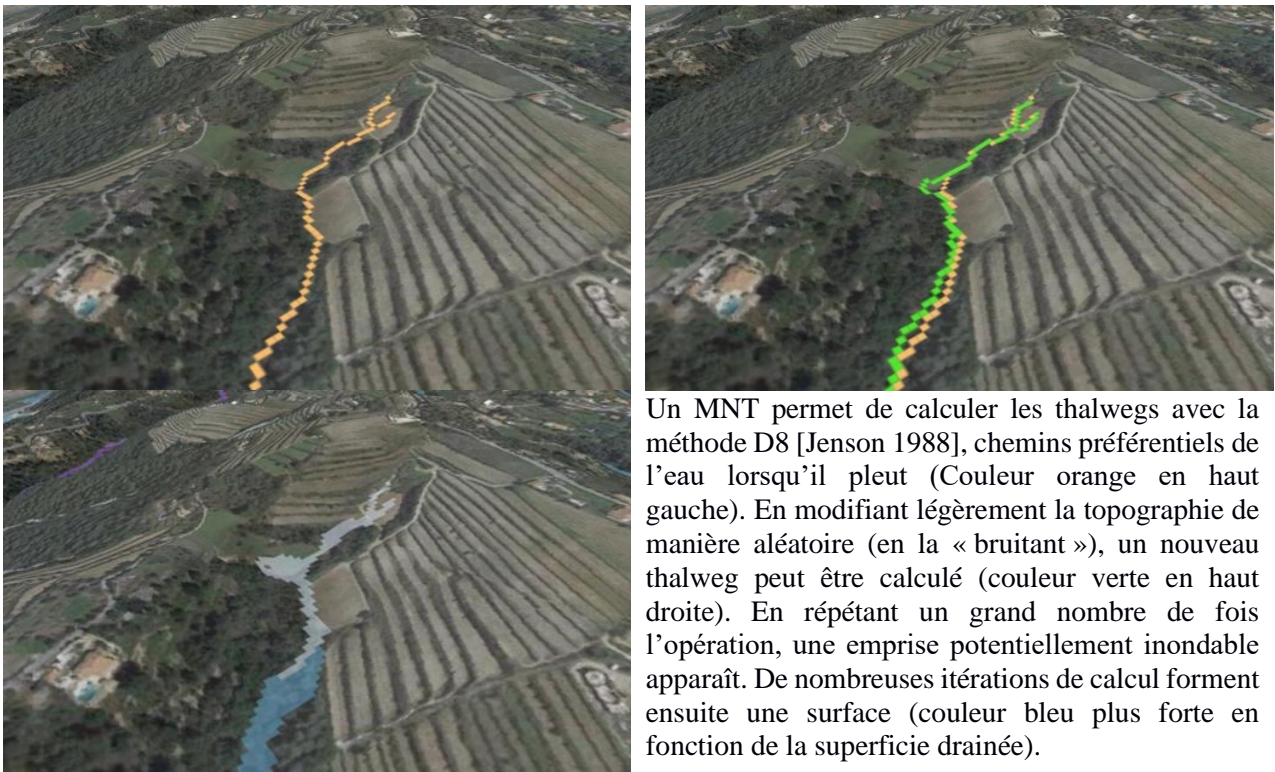 Un MNT permet de calculer les thalwegs avec la
méthode D8 [Jenson 1988], chemins préférentiels de
l’eau lorsqu’il pleut (Couleur orange en haut
gauche). En modifiant légèrement la topographie de
manière aléatoire (en la « bruitant »), un nouveau
thalweg peut être calculé (couleur verte en haut
droite). En répétant un grand nombre de fois
l’opération, une emprise potentiellement inondable
apparaît. De nombreuses itérations de calcul forment
ensuite une surface (couleur bleu plus forte en
fonction de la superficie drainée).